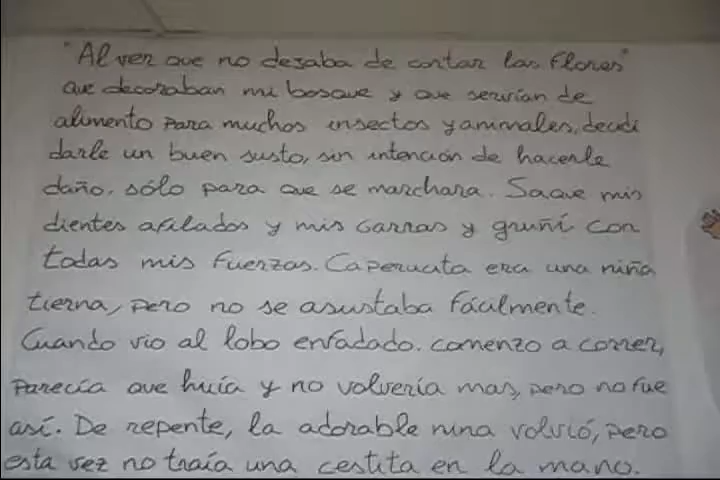 "Al ver que no dejaba de cortar las flores"
que decoraban mi bosque y que servían de
alimento para muchos insectos y animales, decidí
darle un buen susto, sin intención de hacerle
daño, sólo para que se marchara. Saqué mis
dientes afilados y mis garras y gruñí con
todas mis fuerzas. Caperucita era una niña
tierna, pero no se asustaba fácilmente.
Cuando vio al lobo enfadado. comenzo a correr,
parecía que huía y no volvería mas, pero no fue
así. De repente, la adorable nina volvió, pero
esta vez no traía una cestita en la mano.